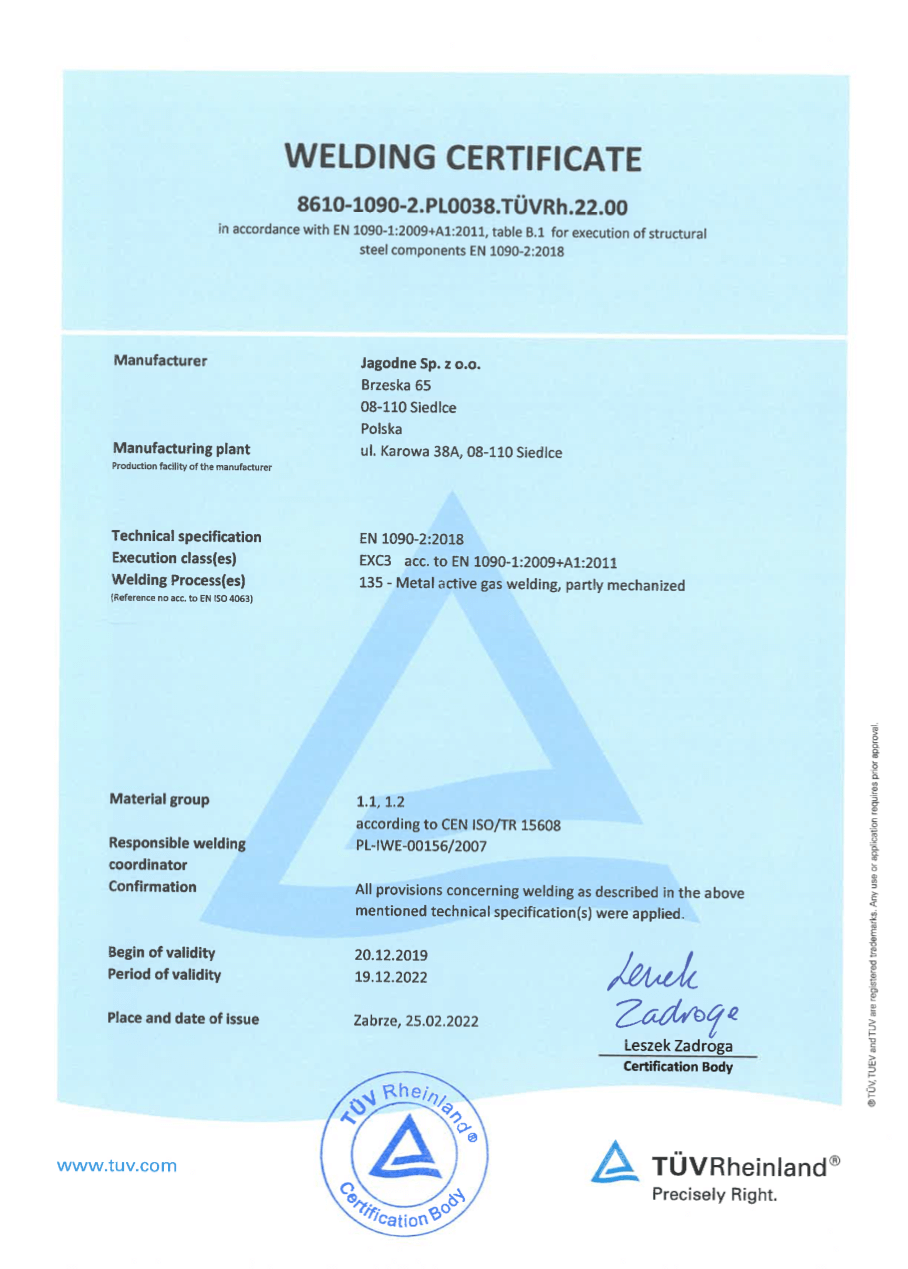 WELDING CERTIFICATE
8610-1090-2.PL0038.TÜVRh.22.00
in accordance with EN 1090-1:2009+A1:2011, table B.1 for execution of structural
steel components EN 1090-2:2018
Manufacturer
Jagodne Sp. z o.o.
Brzeska 65
08-110 Siedlce
Polska
Manufacturing plant
Production facility of the manufacturer
ul. Karowa 38A, 08-110 Siedlce
Technical specification
EN 1090-2:2018
Execution class(es)
EXC3 acc. to EN 1090-1:2009+A1:2011
Welding Process(es)
(Reference no acc. to EN ISO 4063)
135 - Metal active gas welding, partly mechanized
Material group
1.1, 1.2
according to CEN ISO/TR 15608
Responsible welding
coordinator
PL-IWE-00156/2007
Confirmation
All provisions concerning welding as described in the above
mentioned technical specification(s) were applied.
Begin of validity
20.12.2019
Period of validity
19.12.2022
Place and date of issue
Zabrze, 25.02.2022
Leszek Zadroga
Certification Body
TÜV Rheinland®
Certification Body
www.tuv.com
TÜVRheinland®
Precisely Right.
® TÜV, TUEV and TUV are registered trademarks. Any use or application requires prior approval.